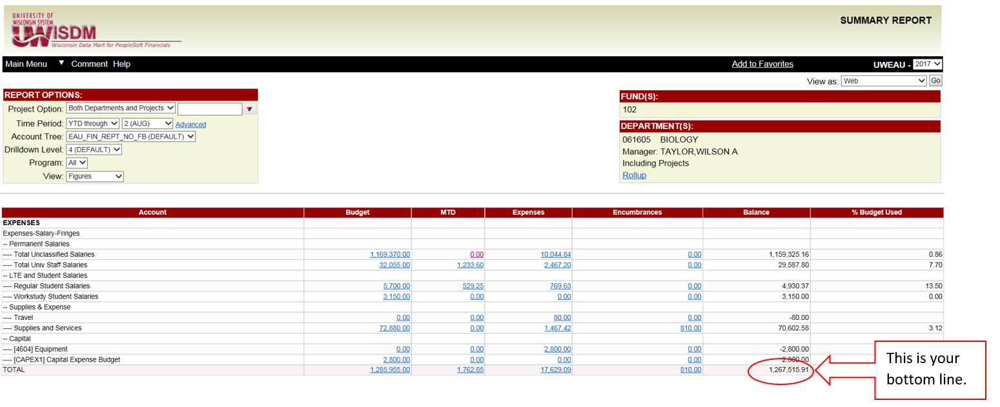 UNIVERSITY OF
WISCONSIN SYSTEM
UWISDM
Wisconsin Data Mart for PeopleSoft Financials
SUMMARY REPORT
Main Menu ▼ Comment Help Add to Favorites UWEAU - 2017
View as: Web Go
REPORT OPTIONS:
Project Option: Both Departments and Projects
Time Period: YTD through 2 (AUG) Advanced
Account Tree: EAU_FIN_REPT_NO_FB (DEFAULT)
Drilldown Level: 4 (DEFAULT)
Program: All
View: Figures
FUND(S):
102
DEPARTMENT(S):
061605 BIOLOGY
Manager: TAYLOR,WILSON A
Including Projects
Rollup
Account Budget MTD Expenses Encumbrances Balance % Budget Used
EXPENSES
Expenses-Salary-Fringes
-- Permanent Salaries
---- Total Unclassified Salaries 1,169,370.00 0.00 10,044.84 0.00 1,159,325.16 0.86
---- Total Univ Staff Salaries 32,055.00 1,233.60 2,467.20 0.00 29,587.80 7.70
-- LTE and Student Salaries
---- Regular Student Salaries 5,700.00 529.25 769.63 0.00 4,930.37 13.50
---- Workstudy Student Salaries 3,150.00 0.00 0.00 0.00 3,150.00 0.00
-- Supplies & Expense
---- Travel 0.00 0.00 80.00 0.00 -80.00
---- Supplies and Services 72,880.00 0.00 1,467.42 810.00 70,602.58 3.12
-- Capital
---- [4604] Equipment 0.00 0.00 2,800.00 0.00 -2,800.00
---- [CAPEX1] Capital Expense Budget 2,800.00 0.00 0.00 0.00 2,800.00
TOTAL 1,285,955.00 1,762.85 17,629.09 810.00 1,267,515.91
This is your
bottom line.